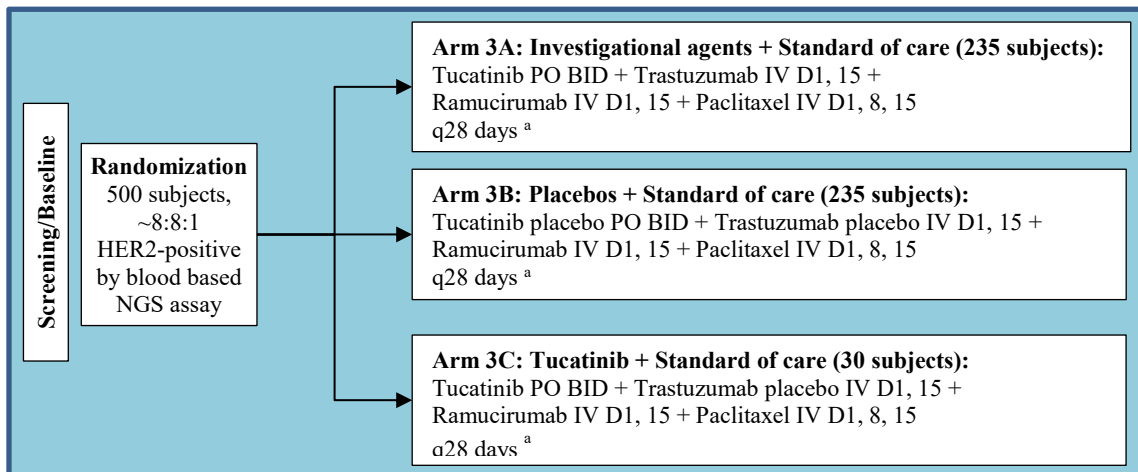 Screening/Baseline
Randomization
500 subjects,
~8:8:1
HER2-positive
by blood based
NGS assay
Arm 3A: Investigational agents + Standard of care (235 subjects):
Tucatinib PO BID + Trastuzumab IV D1, 15 +
Ramucirumab IV D1, 15 + Paclitaxel IV D1, 8, 15
q28 days ᵃ
Arm 3B: Placebos + Standard of care (235 subjects):
Tucatinib placebo PO BID + Trastuzumab placebo IV D1, 15 +
Ramucirumab IV D1, 15 + Paclitaxel IV D1, 8, 15
q28 days ᵃ
Arm 3C: Tucatinib + Standard of care (30 subjects):
Tucatinib PO BID + Trastuzumab placebo IV D1, 15 +
Ramucirumab IV D1, 15 + Paclitaxel IV D1, 8, 15
q28 days ᵃ